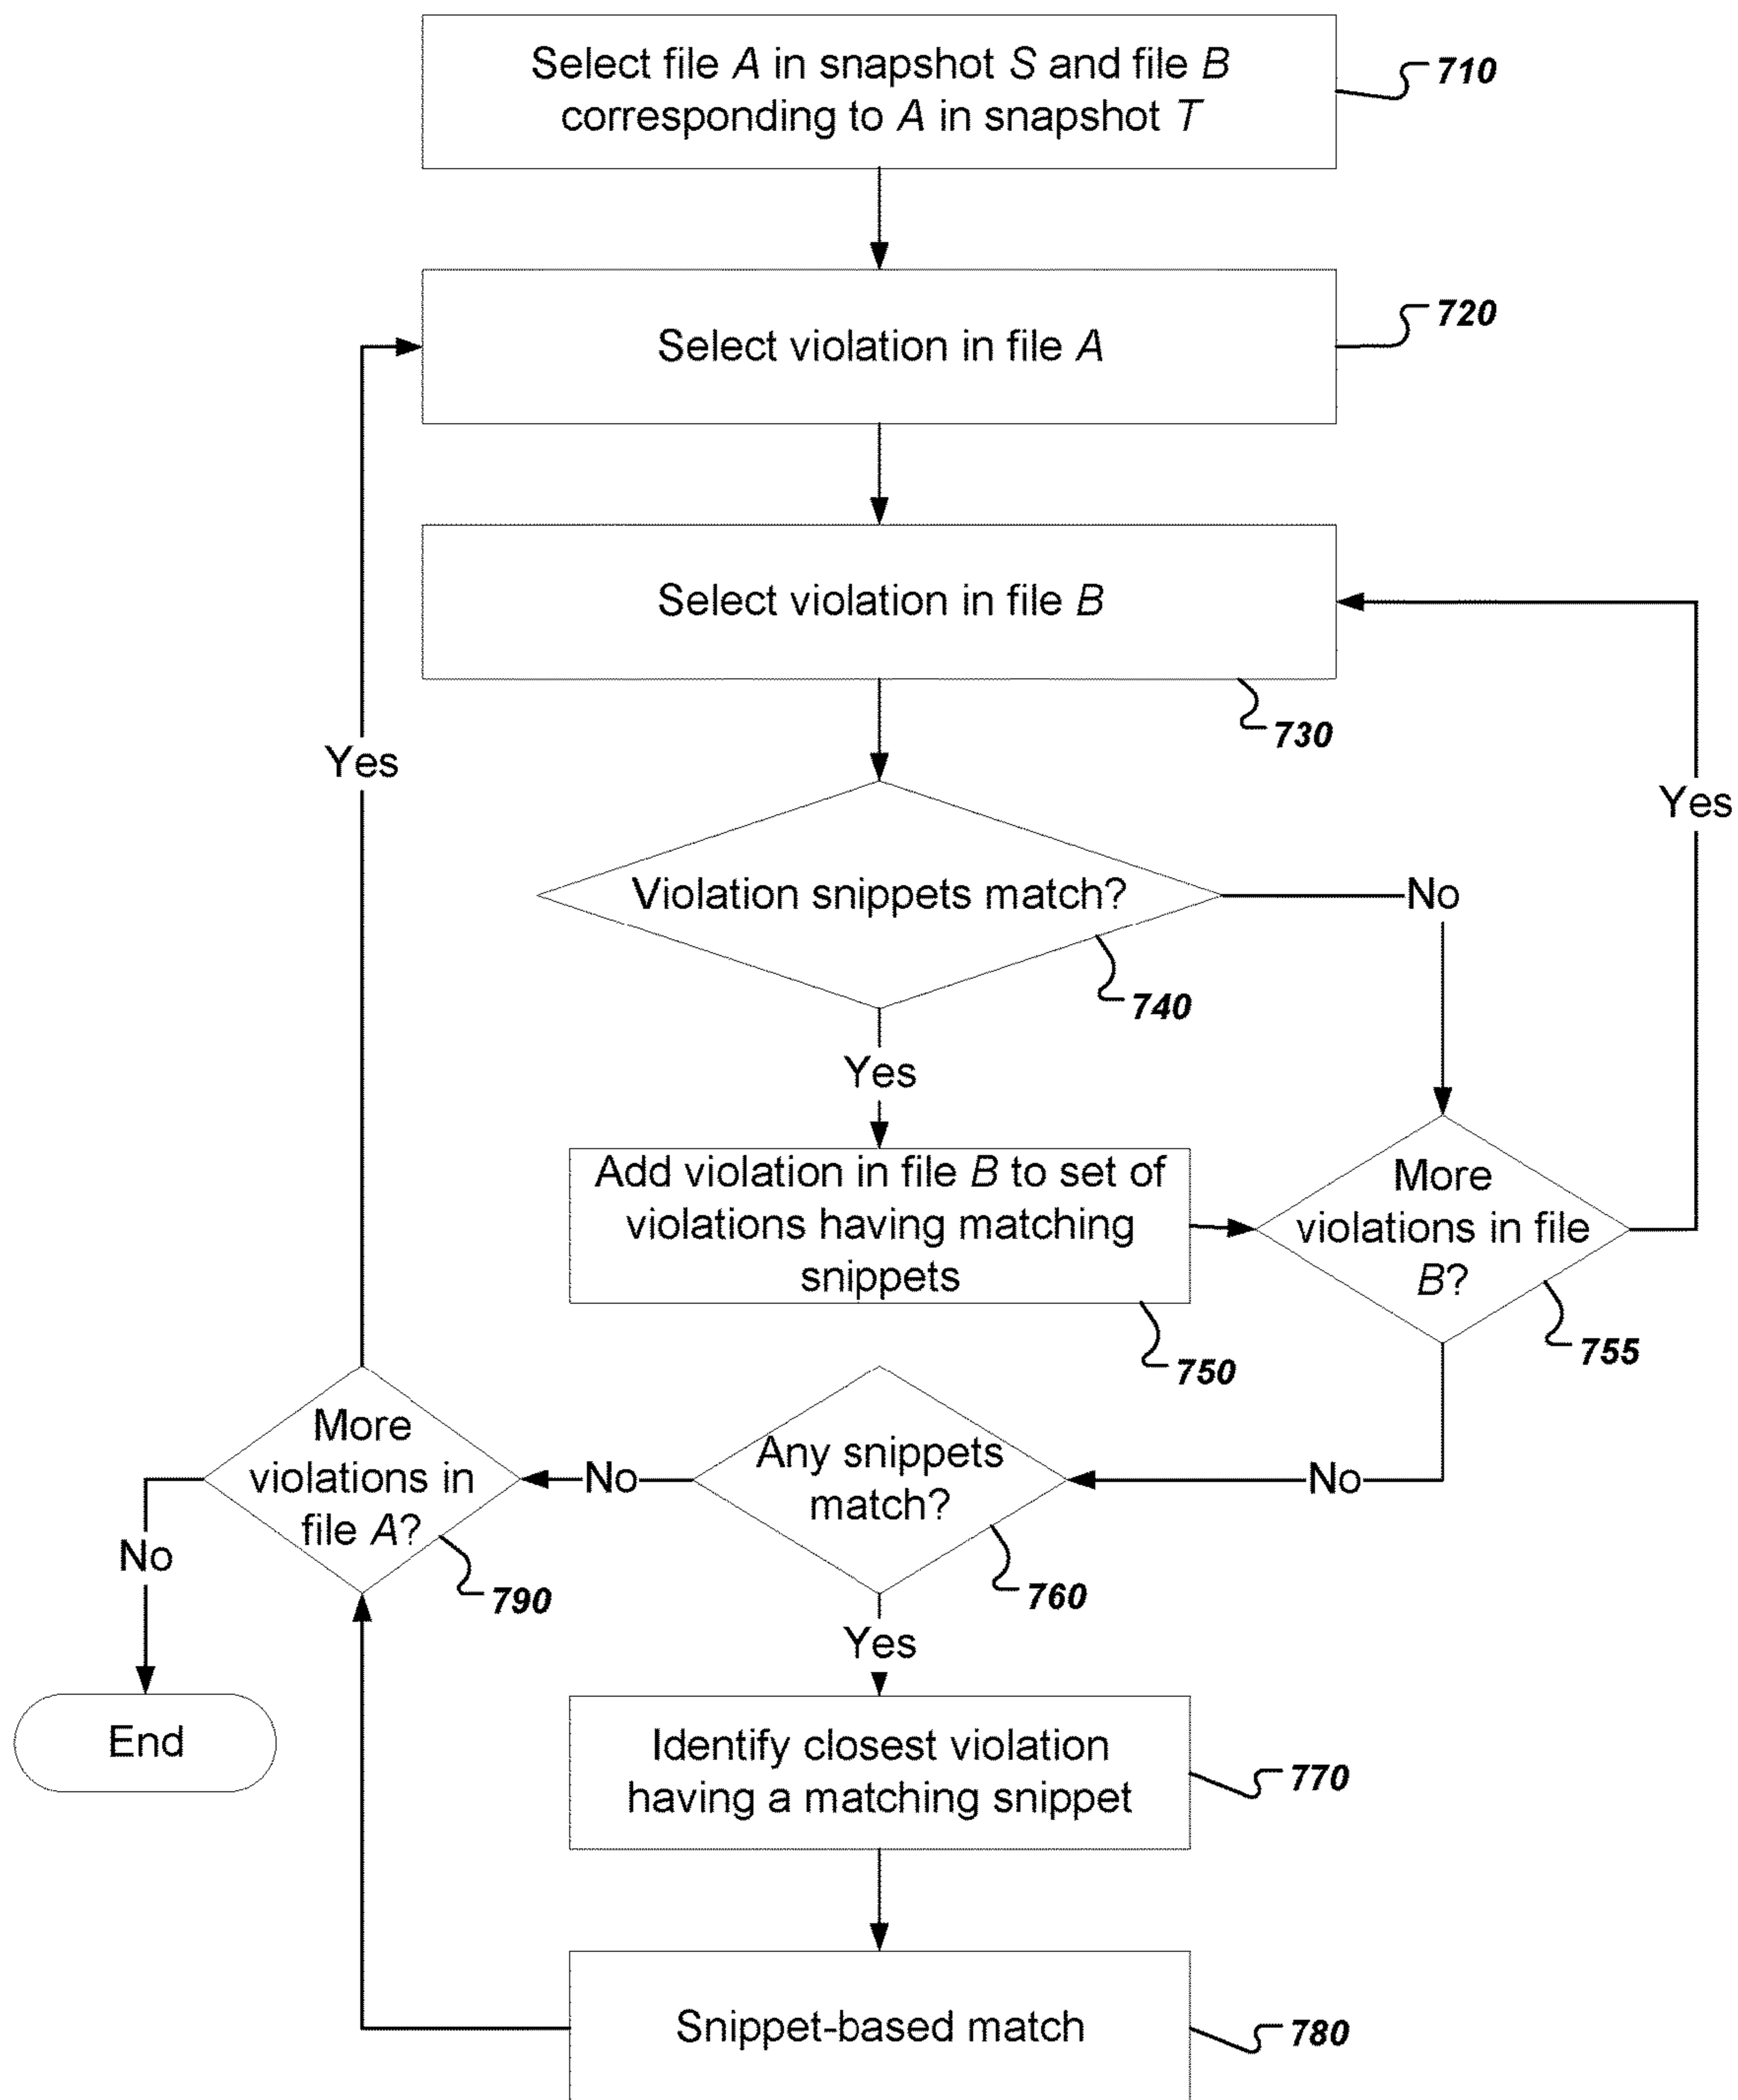 Select file A in snapshot S and file B
corresponding to A in snapshot T
710
Select violation in file A
720
Select violation in file B
730
Yes
Yes
Violation snippets match?
No
740
Yes
Add violation in file B to set of
violations having matching
snippets
750
More
violations in file
B?
755
More
violations in
file A?
790
No
Any snippets
match?
760
No
No
Yes
End
Identify closest violation
having a matching snippet
770
Snippet-based match
780